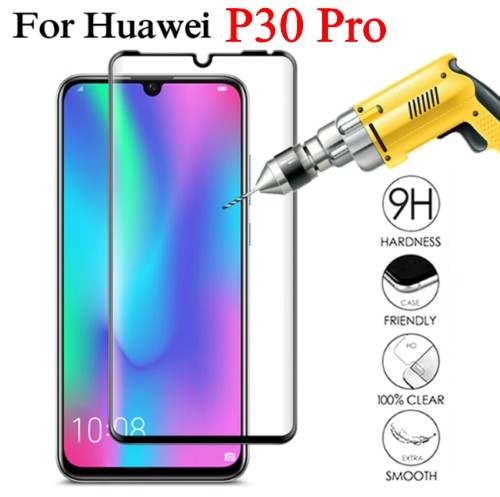 For Huawei P30 Pro
9H
HARDNESS
CASE
FRIENDLY
HD
100% CLEAR
EXTRA
SMOOTH
10:08